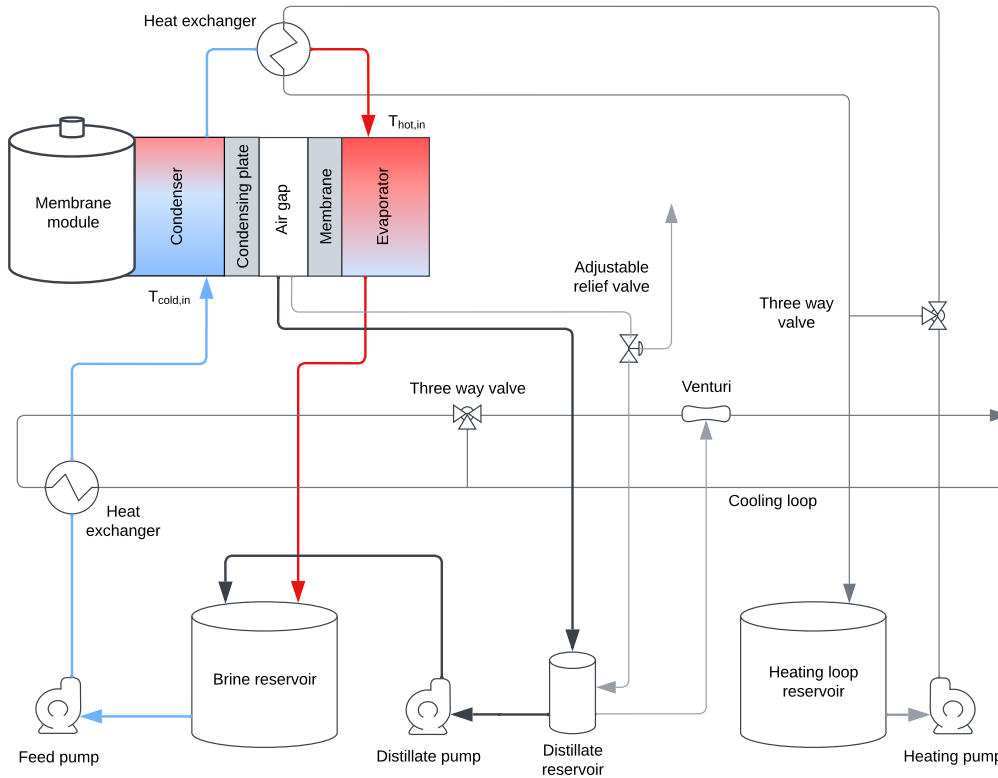 Heat exchanger
T hot,in
Membrane
module
Condenser
Condensing plate
Air gap
Membrane
Evaporator
T cold,in
Adjustable
relief valve
Three way
valve
Three way valve
Venturi
Heat
exchanger
Cooling loop
Brine reservoir
Heating loop
reservoir
Feed pump
Distillate pump
Distillate
reservoir
Heating pump